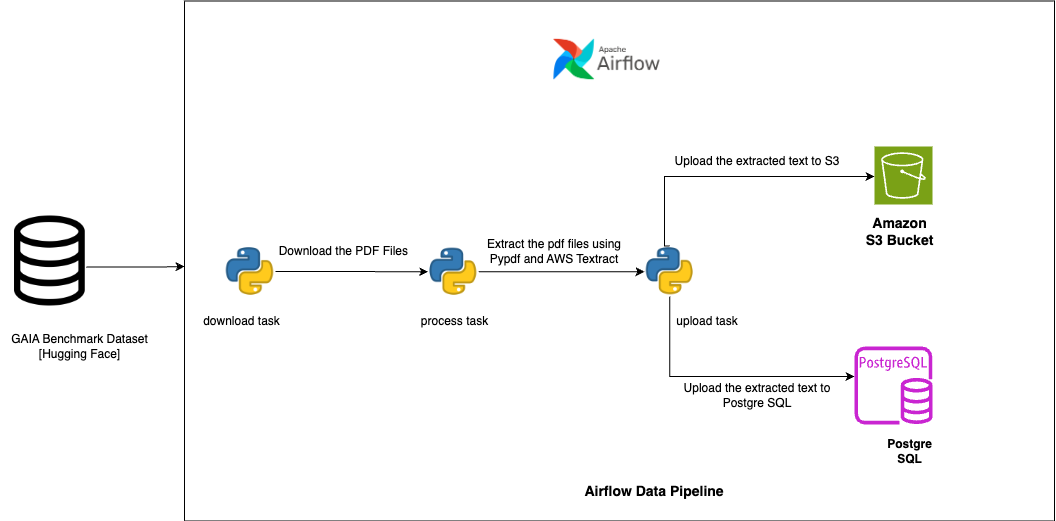 Apache
Airflow
Upload the extracted text to S3
Amazon
S3 Bucket
Download the PDF Files
Extract the pdf files using
Pypdf and AWS Textract
download task
process task
upload task
GAIA Benchmark Dataset
[Hugging Face]
PostgreSQL
Upload the extracted text to
Postgre SQL
Postgre
SQL
Airflow Data Pipeline